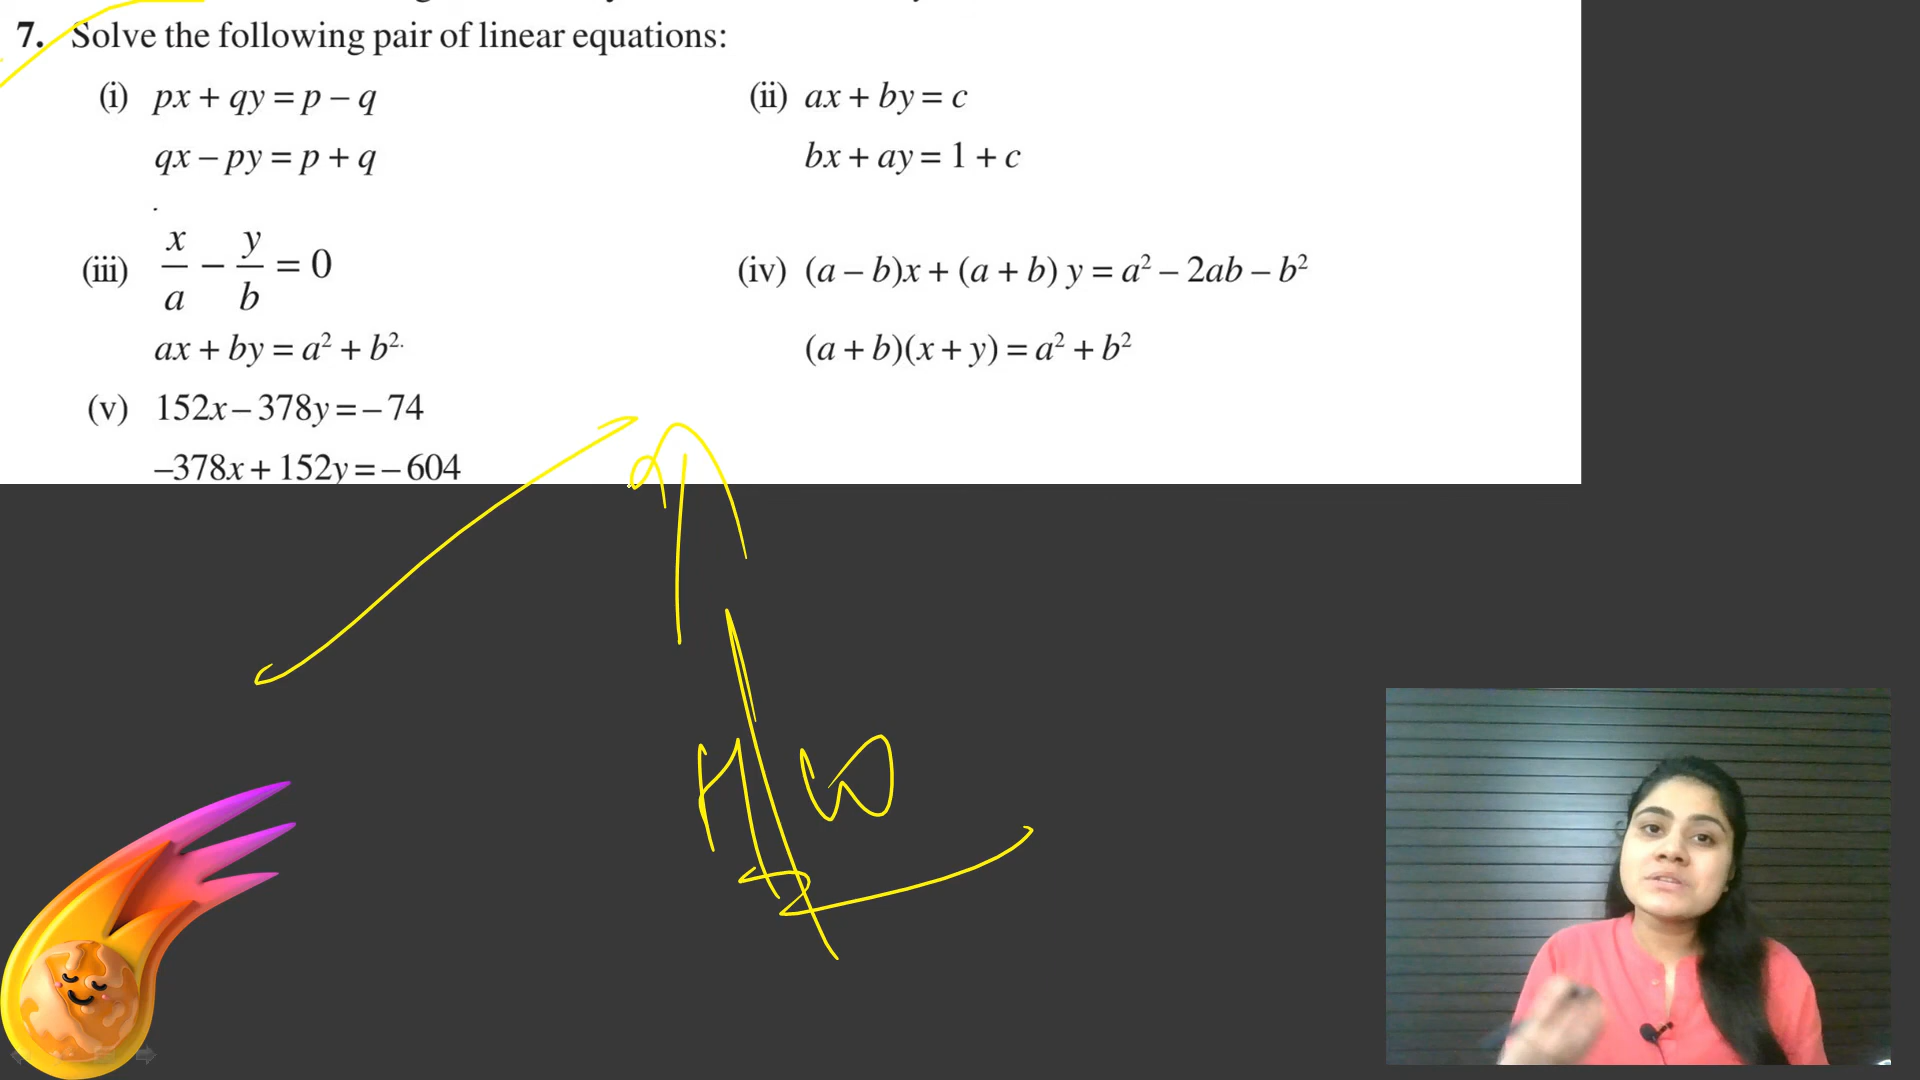 7. Solve the following pair of linear equations:
(i) px + qy = p – q
qx – py = p + q
(ii) ax + by = c
bx + ay = 1 + c
(iii) x/a – y/b = 0
ax + by = a² + b².
(iv) (a – b)x + (a + b) y = a² – 2ab – b²
(a + b)(x + y) = a² + b²
(v) 152x – 378y = – 74
–378x + 152y = – 604
HW